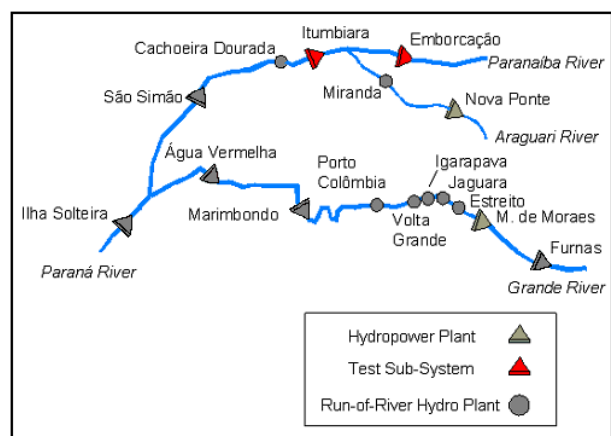 Itumbiara
Emborcação
Cachoeira Dourada
Paranaíba River
Miranda
Nova Ponte
São Simão
Araguari River
Água Vermelha
Porto
Colômbia
Igarapava
Jaguara
Estreito
Ilha Solteira
Marimbondo
Volta
Grande
M. de Moraes
Furnas
Paraná River
Grande River
Hydropower Plant
Test Sub-System
Run-of-River Hydro Plant